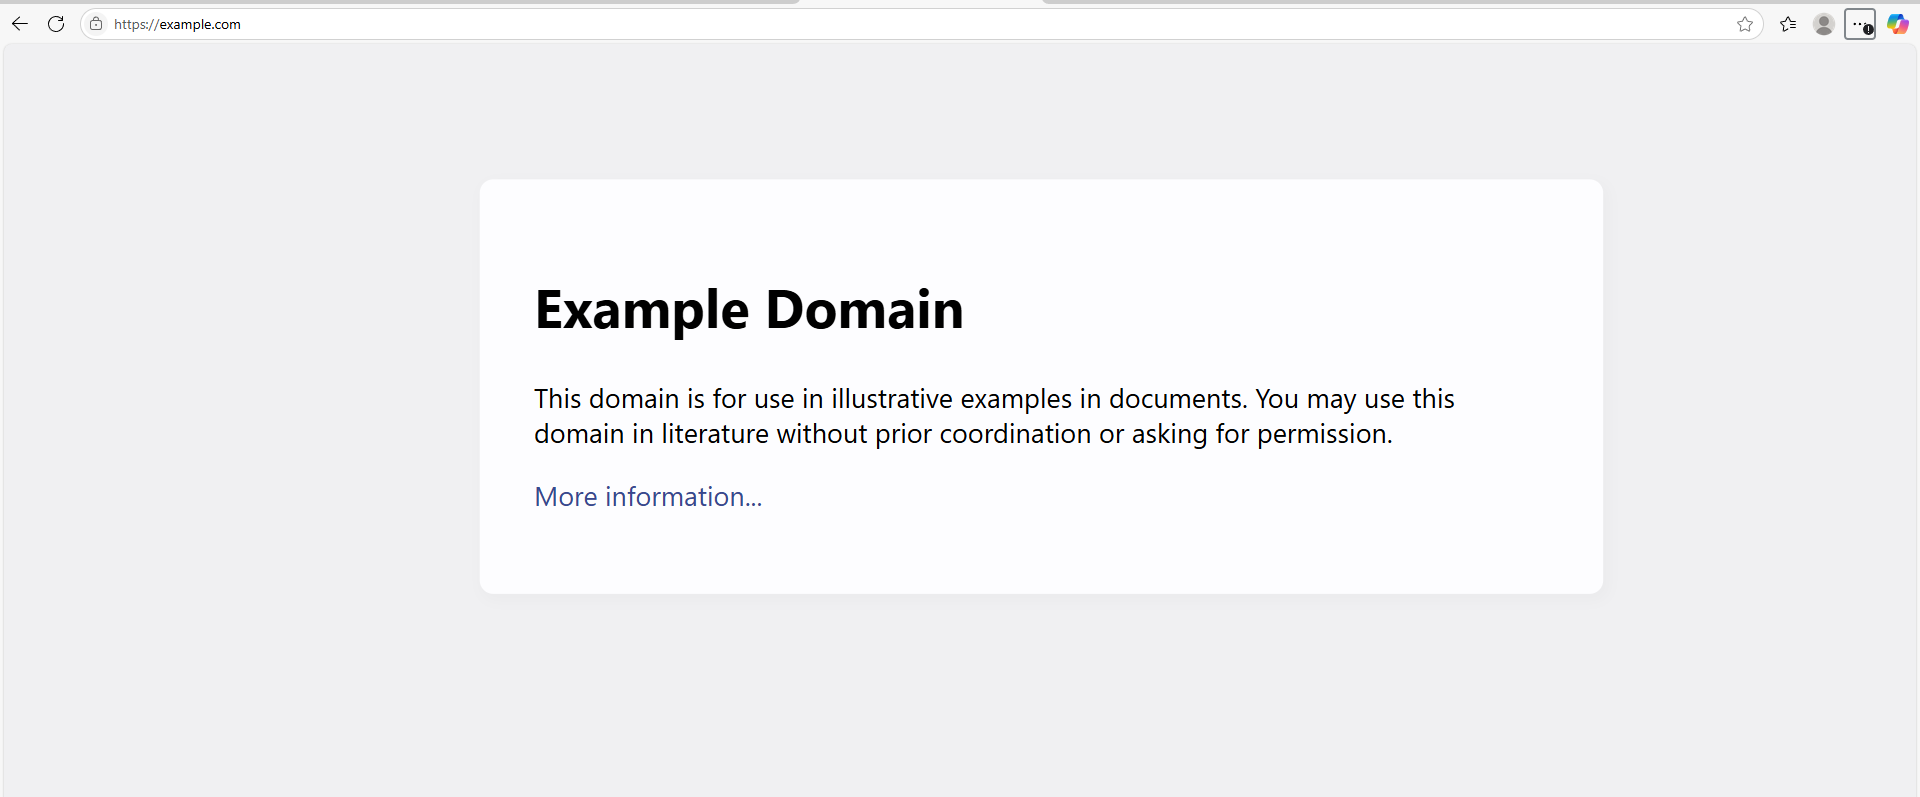 https://example.com
Example Domain
This domain is for use in illustrative examples in documents. You may use this
domain in literature without prior coordination or asking for permission.
More information...